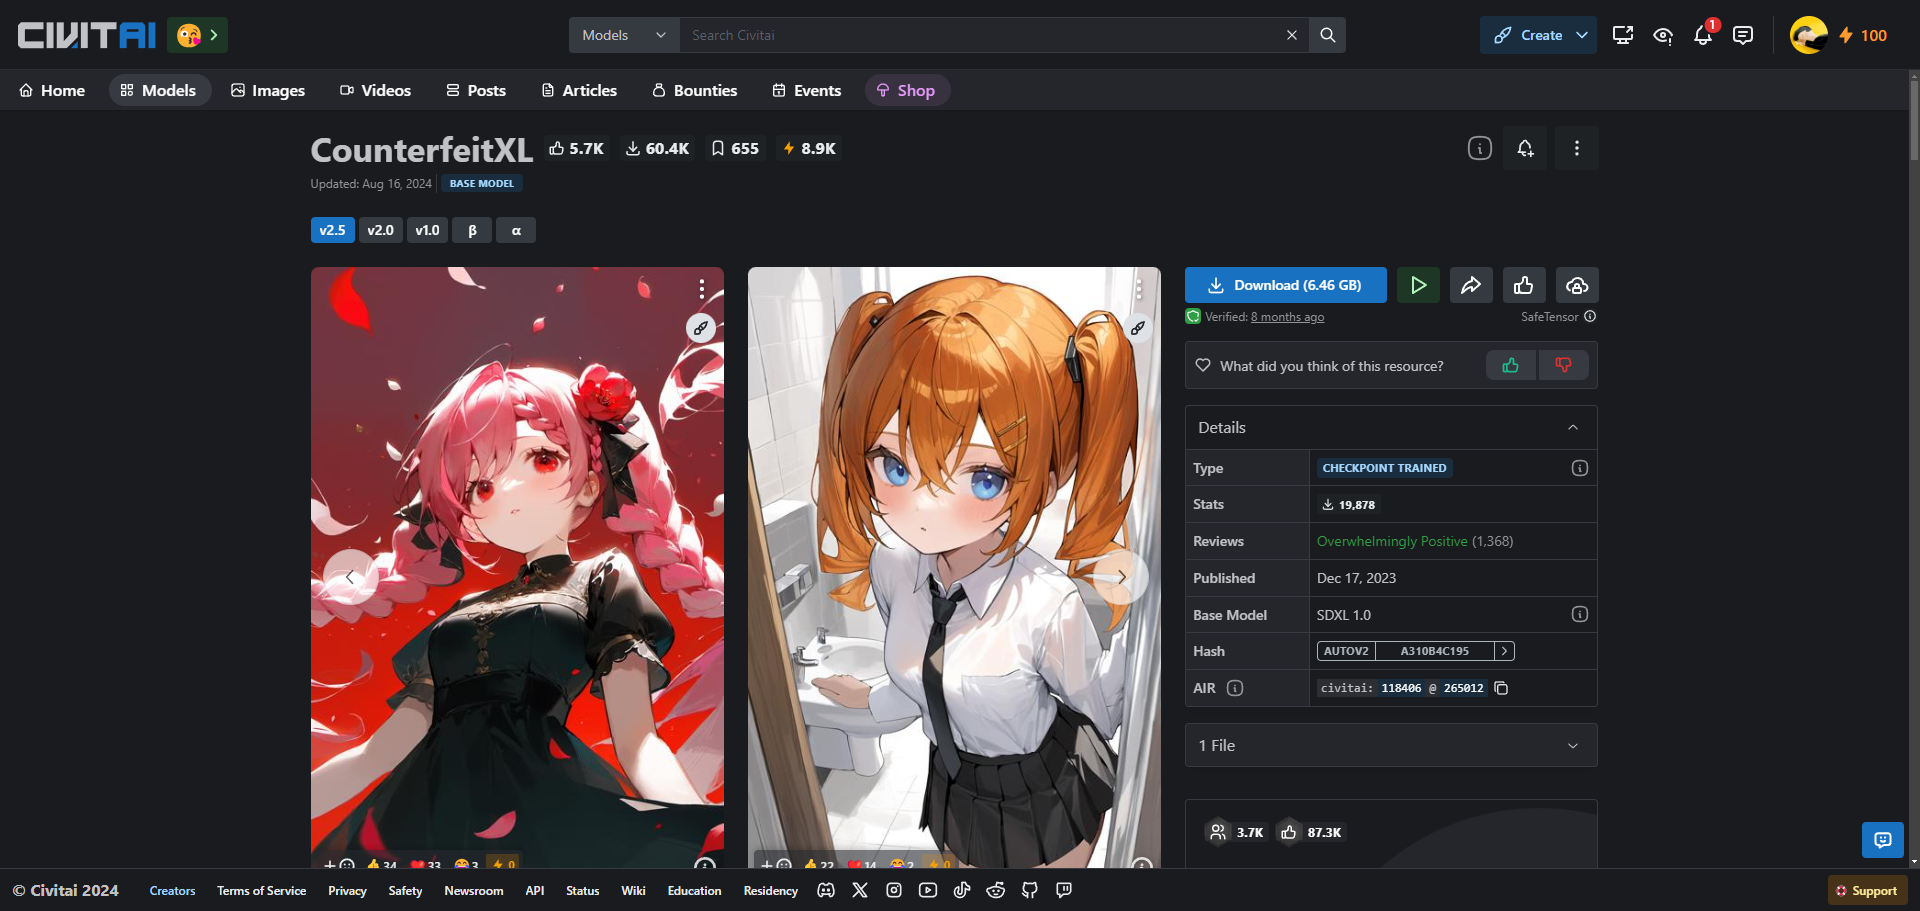 CIVITAI
Models
Search Civitai
Create
1
100
Home
Models
Images
Videos
Posts
Articles
Bounties
Events
Shop
CounterfeitXL
5.7K
60.4K
655
8.9K
Updated: Aug 16, 2024
BASE MODEL
v2.5
v2.0
v1.0
β
α
Download (6.46 GB)
Verified: 8 months ago
SafeTensor
What did you think of this resource?
Details
Type
CHECKPOINT TRAINED
Stats
19,878
Reviews
Overwhelmingly Positive (1,368)
Published
Dec 17, 2023
Base Model
SDXL 1.0
Hash
AUTOV2
A310B4C195
AIR
civitai: 118406 @ 265012
1 File
3.7K
87.3K
34
33
3
0
22
14
2
0
© Civitai 2024
Creators
Terms of Service
Privacy
Safety
Newsroom
API
Status
Wiki
Education
Residency
Support